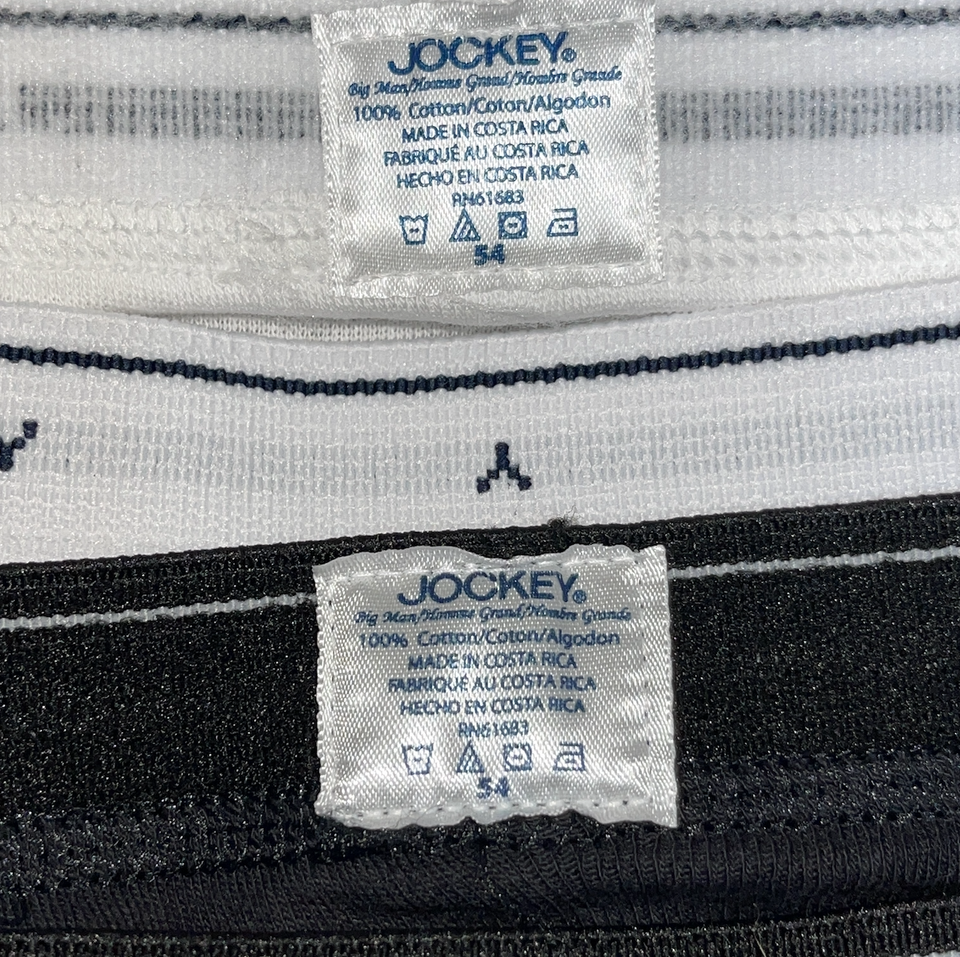 JOCKEY®
Big Man/Homme Grand/Hombre Grande
100% Cotton/Coton/Algodon
MADE IN COSTA RICA
FABRIQUÉ AU COSTA RICA
HECHO EN COSTA RICA
RN61683
54
Y
JOCKEY®
Big Man/Homme Grand/Hombre Grande
100% Cotton/Coton/Algodon
MADE IN COSTA RICA
FABRIQUÉ AU COSTA RICA
HECHO EN COSTA RICA
RN61683
54